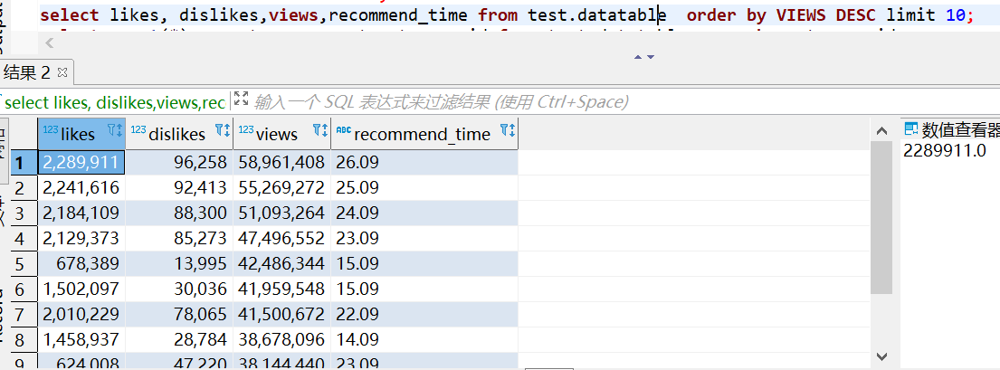 select likes, dislikes,views,recommend_time from test.datatable  order by VIEWS DESC limit 10;
结果 2
select likes, dislikes,views,rec 输入一个 SQL 表达式来过滤结果 (使用 Ctrl+Space)
123 likes 123 dislikes 123 views ABC recommend_time
1 2,289,911 96,258 58,961,408 26.09
2 2,241,616 92,413 55,269,272 25.09
3 2,184,109 88,300 51,093,264 24.09
4 2,129,373 85,273 47,496,552 23.09
5 678,389 13,995 42,486,344 15.09
6 1,502,097 30,036 41,959,548 15.09
7 2,010,229 78,065 41,500,672 22.09
8 1,458,937 28,784 38,678,096 14.09
9 624,008 47,220 38,144,440 23.09
数值查看器
2289911.0